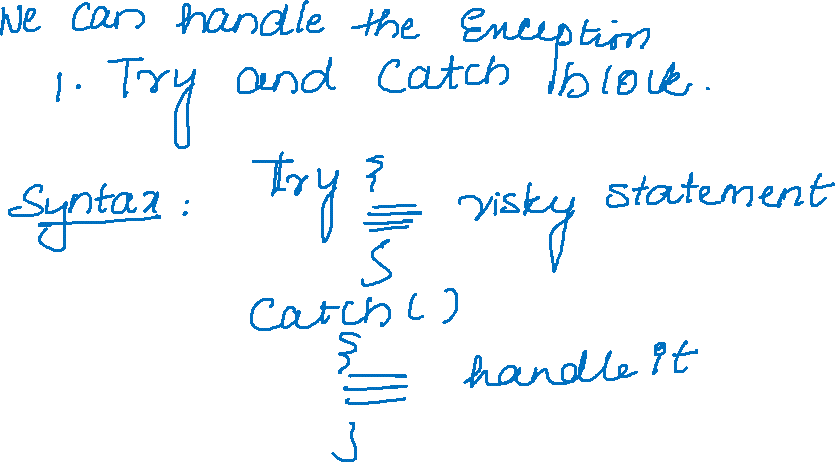 We can handle the Exception
1. Try and Catch block.
Syntax : Try {
risky statement
}
Catch ( )
{
handle it
}